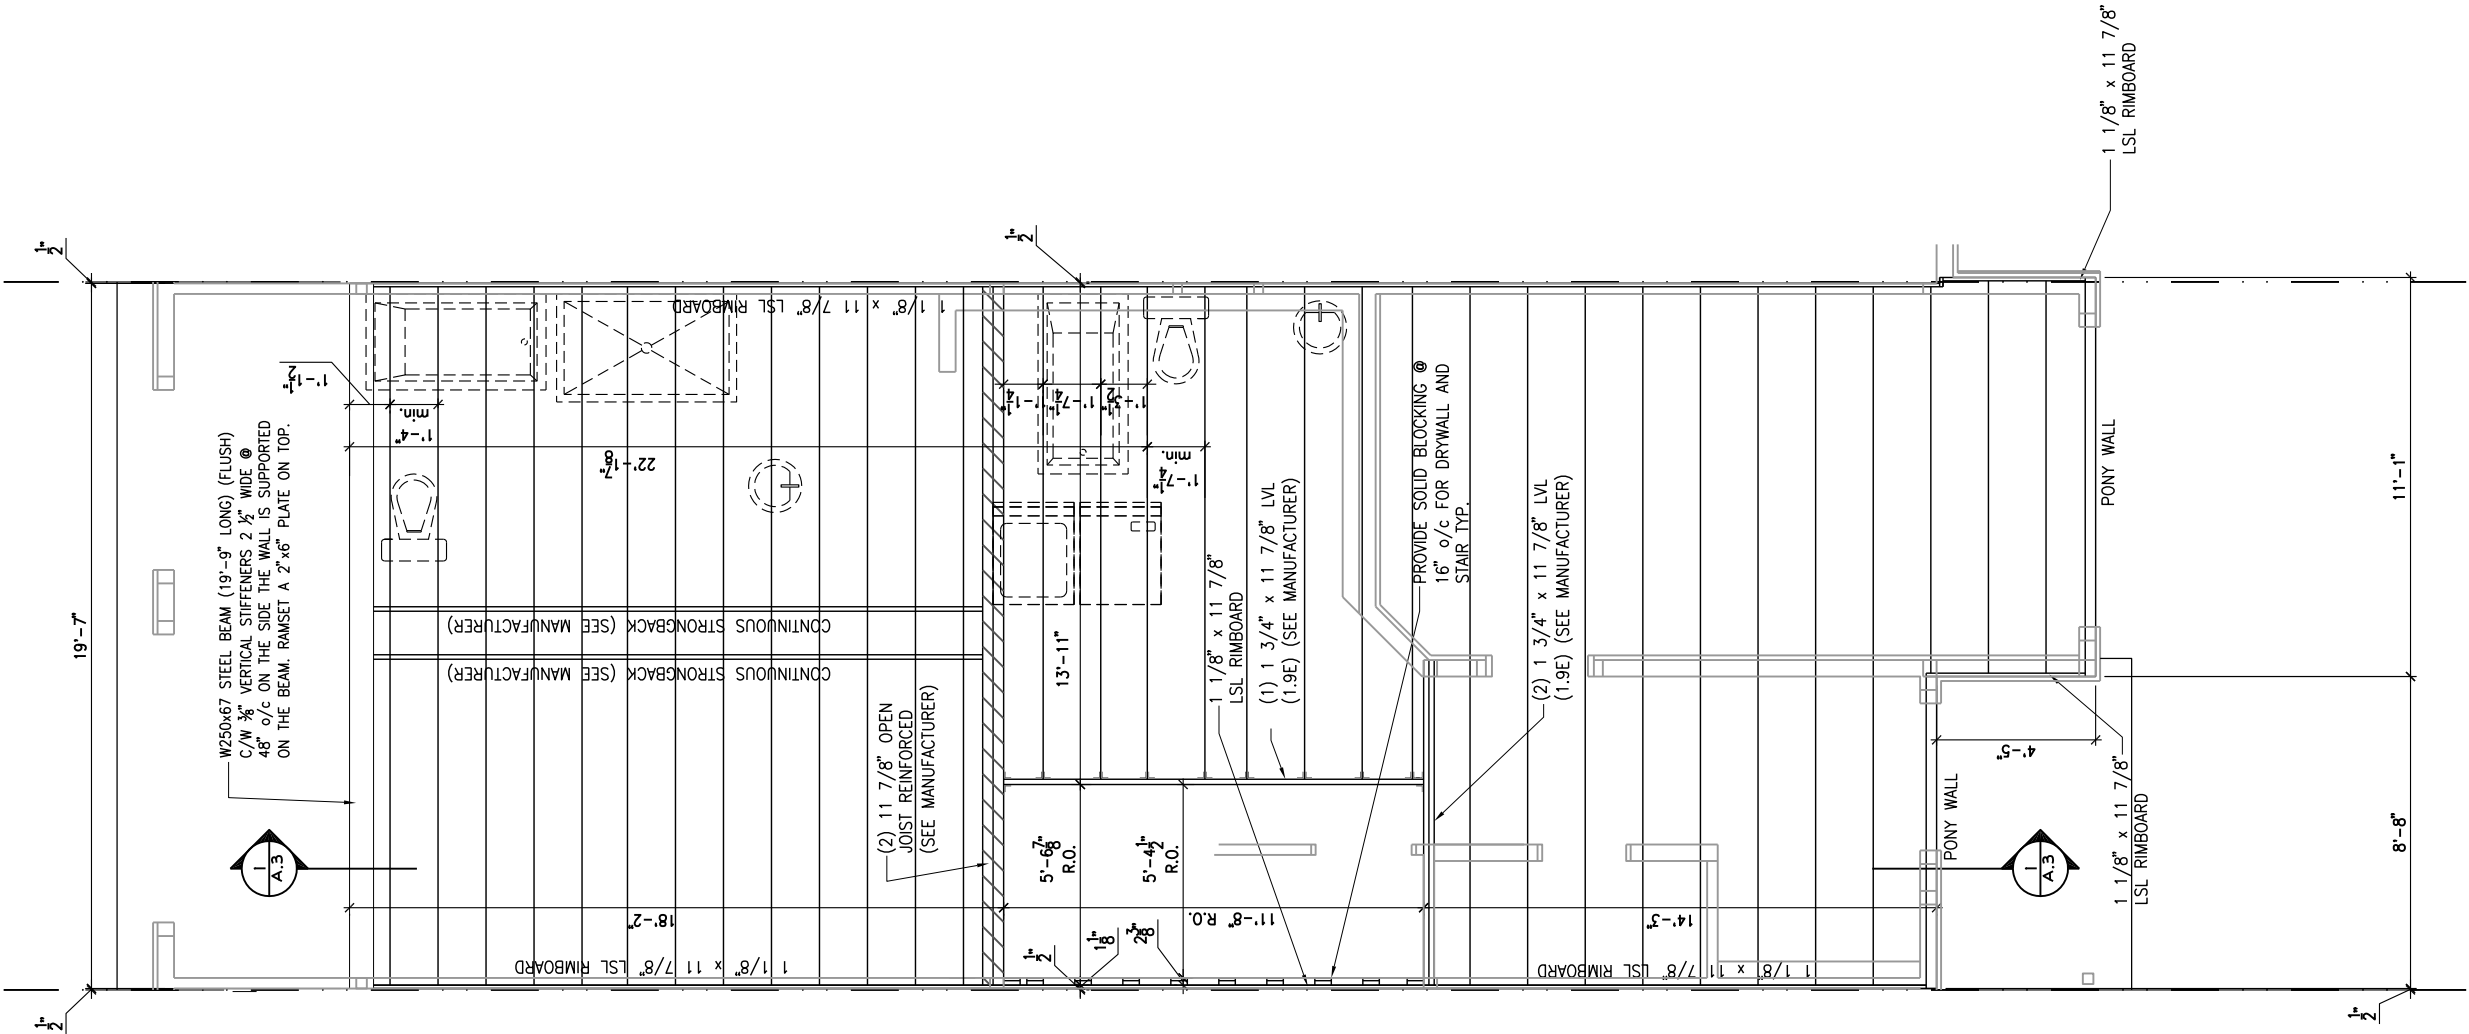 1/2"
19'-7"
1/2"
W250x67 STEEL BEAM (19'-9" LONG) (FLUSH)
C/W 3/8" VERTICAL STIFFENERS 2 1/2" WIDE @
48" o/c ON THE SIDE THE WALL IS SUPPORTED
ON THE BEAM. RAMSET A 2"x6" PLATE ON TOP.
1
A.3
1'-1 1/2"
1'-4"
min.
22'-1 7/8"
18'-2"
1 1/8" x 11 7/8" LSL RIMBOARD
CONTINUOUS STRONGBACK (SEE MANUFACTURER)
CONTINUOUS STRONGBACK (SEE MANUFACTURER)
1 1/8" x 11 7/8" LSL RIMBOARD
(2) 11 7/8" OPEN
JOIST REINFORCED
(SEE MANUFACTURER)
1/2"
1'-1 1/4"
1'-7 1/4"
1'-3 1/2"
1'-7 1/4"
min.
13'-11"
5'-6 7/8"
R.O.
5'-4 1/2"
R.O.
1/2"
1 1/8"
2 3/8"
11'-8" R.O.
1 1/8" x 11 7/8"
LSL RIMBOARD
(1) 1 3/4" x 11 7/8" LVL
(1.9E) (SEE MANUFACTURER)
PROVIDE SOLID BLOCKING @
16" o/c FOR DRYWALL AND
STAIR TYP.
(2) 1 3/4" x 11 7/8" LVL
(1.9E) (SEE MANUFACTURER)
14'-3"
1 1/8" x 11 7/8" LSL RIMBOARD
PONY WALL
4'-5"
1
A.3
PONY WALL
1 1/8" x 11 7/8"
LSL RIMBOARD
1 1/8" x 11 7/8"
LSL RIMBOARD
11'-1"
8'-8"
1/2"